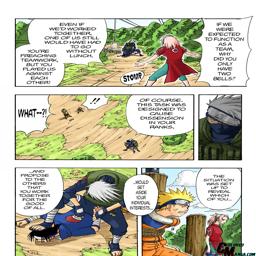 IF WE
WERE
EXPECTED
TO FUNCTION
AS A
TEAM,
WHY
DID YOU
ONLY
HAVE
TWO
BELLS?
EVEN IF
WE'D WORKED
TOGETHER,
ONE OF US STILL
WOULD HAVE HAD
TO GO
WITHOUT
LUNCH.
YOU'RE
PREACHING
TEAMWORK,
BUT YOU
PLAYED US
AGAINST
EACH
OTHER!
STOMP
OF COURSE.
THIS TASK WAS
DESIGNED
TO CAUSE
DISSENSION
IN YOUR
RANKS.
!!
WHAT--?!
THE
SITUATION
WAS SET
UP TO
REVEAL
WHICH
OF YOU...
...WOULD
SET
ASIDE
YOUR
INDIVIDUAL
INTERESTS...
...AND
PROPOSE TO
THE OTHERS
THAT YOU
WORK
TOGETHER
FOR THE
GOOD OF
ALL.